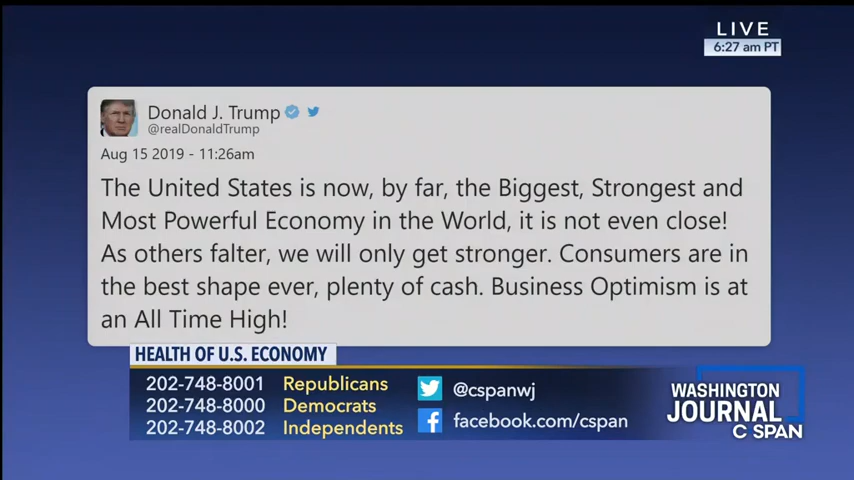 LIVE
6:27 am PT
Donald J. Trump
@realDonaldTrump
Aug 15 2019 - 11:26am
The United States is now, by far, the Biggest, Strongest and
Most Powerful Economy in the World, it is not even close!
As others falter, we will only get stronger. Consumers are in
the best shape ever, plenty of cash. Business Optimism is at
an All Time High!
HEALTH OF U.S. ECONOMY
202-748-8001 Republicans
202-748-8000 Democrats
202-748-8002 Independents
@cspanwj
facebook.com/cspan
WASHINGTON
JOURNAL
C SPAN